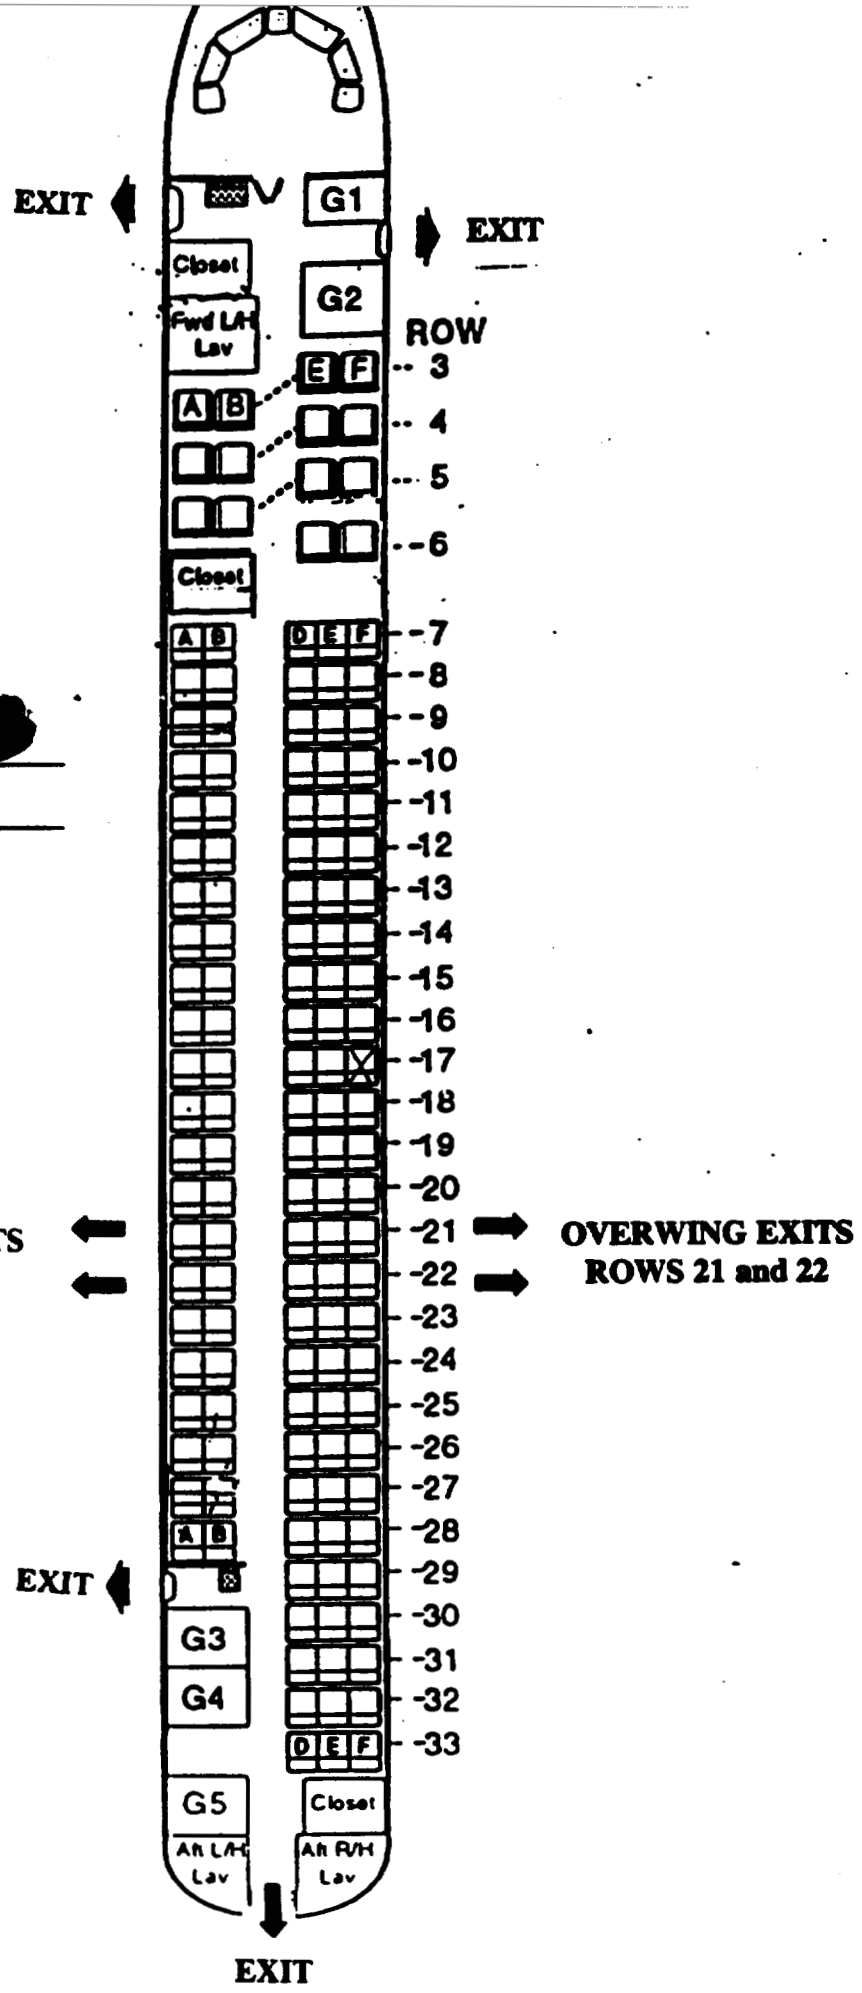 EXIT
G1
EXIT
Closet
G2
Fwd L/H
Lav
ROW
E F -- 3
A B
-- 4
-- 5
-- 6
Closet
A B D E F --7
--8
--9
-10
-11
-12
-13
-14
-15
-16
-17
-18
-19
-20
-21
OVERWING EXITS
ROWS 21 and 22
-22
-23
-24
-25
-26
-27
A B -28
-29
EXIT
-30
G3
-31
G4
-32
D E F -33
G5
Closet
Aft L/H
Lav
Aft R/H
Lav
EXIT